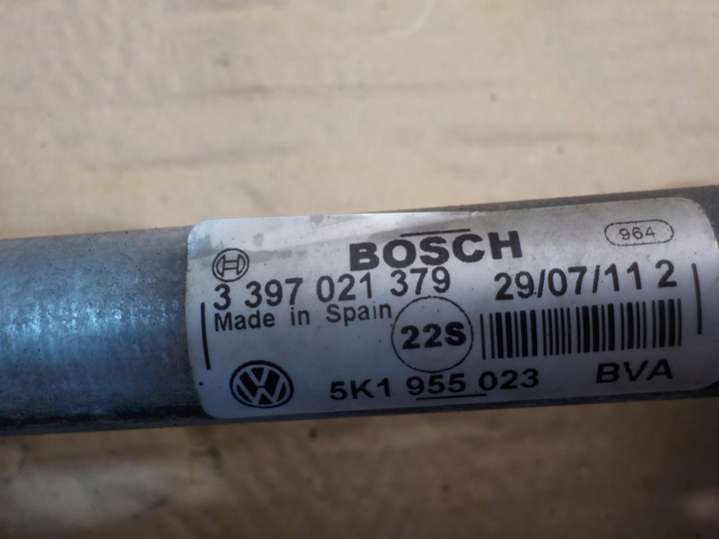 BOSCH 964
3 397 021 379 29/07/11 2
Made in Spain 22S
5K1 955 023 BVA